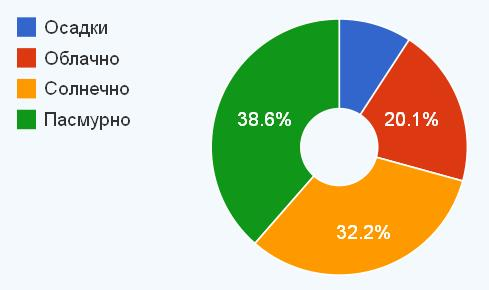 Осадки
Облачно
Солнечно
Пасмурно
38.6%
20.1%
32.2%